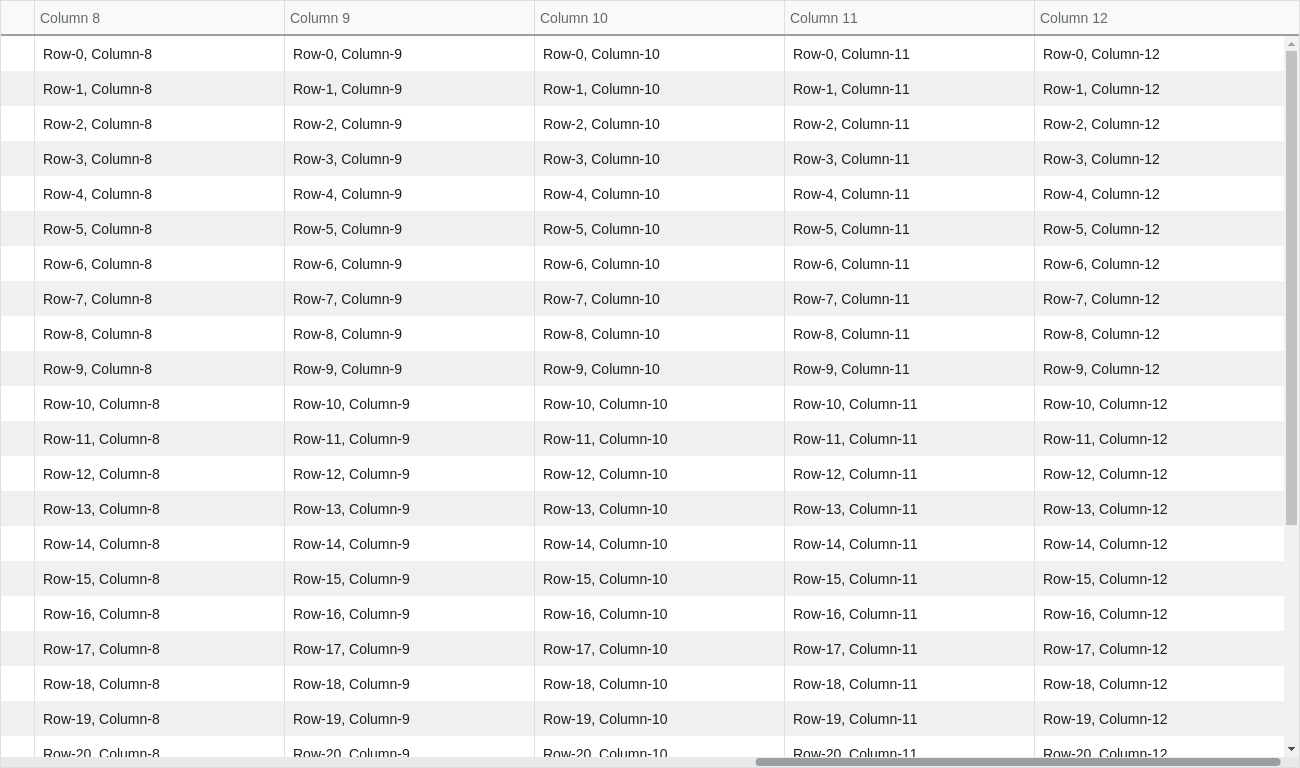 Column 8 Column 9 Column 10 Column 11 Column 12
Row-0, Column-8 Row-0, Column-9 Row-0, Column-10 Row-0, Column-11 Row-0, Column-12
Row-1, Column-8 Row-1, Column-9 Row-1, Column-10 Row-1, Column-11 Row-1, Column-12
Row-2, Column-8 Row-2, Column-9 Row-2, Column-10 Row-2, Column-11 Row-2, Column-12
Row-3, Column-8 Row-3, Column-9 Row-3, Column-10 Row-3, Column-11 Row-3, Column-12
Row-4, Column-8 Row-4, Column-9 Row-4, Column-10 Row-4, Column-11 Row-4, Column-12
Row-5, Column-8 Row-5, Column-9 Row-5, Column-10 Row-5, Column-11 Row-5, Column-12
Row-6, Column-8 Row-6, Column-9 Row-6, Column-10 Row-6, Column-11 Row-6, Column-12
Row-7, Column-8 Row-7, Column-9 Row-7, Column-10 Row-7, Column-11 Row-7, Column-12
Row-8, Column-8 Row-8, Column-9 Row-8, Column-10 Row-8, Column-11 Row-8, Column-12
Row-9, Column-8 Row-9, Column-9 Row-9, Column-10 Row-9, Column-11 Row-9, Column-12
Row-10, Column-8 Row-10, Column-9 Row-10, Column-10 Row-10, Column-11 Row-10, Column-12
Row-11, Column-8 Row-11, Column-9 Row-11, Column-10 Row-11, Column-11 Row-11, Column-12
Row-12, Column-8 Row-12, Column-9 Row-12, Column-10 Row-12, Column-11 Row-12, Column-12
Row-13, Column-8 Row-13, Column-9 Row-13, Column-10 Row-13, Column-11 Row-13, Column-12
Row-14, Column-8 Row-14, Column-9 Row-14, Column-10 Row-14, Column-11 Row-14, Column-12
Row-15, Column-8 Row-15, Column-9 Row-15, Column-10 Row-15, Column-11 Row-15, Column-12
Row-16, Column-8 Row-16, Column-9 Row-16, Column-10 Row-16, Column-11 Row-16, Column-12
Row-17, Column-8 Row-17, Column-9 Row-17, Column-10 Row-17, Column-11 Row-17, Column-12
Row-18, Column-8 Row-18, Column-9 Row-18, Column-10 Row-18, Column-11 Row-18, Column-12
Row-19, Column-8 Row-19, Column-9 Row-19, Column-10 Row-19, Column-11 Row-19, Column-12
Row-20, Column-8 Row-20, Column-9 Row-20, Column-10 Row-20, Column-11 Row-20, Column-12